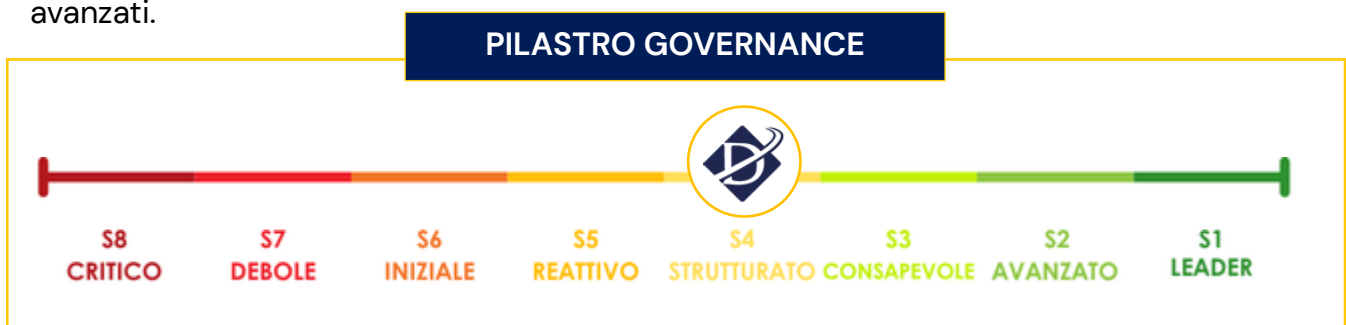 avanzati.
PILASTRO GOVERNANCE
S8 S7 S6 S5 S4 S3 S2 S1
CRITICO DEBOLE INIZIALE REATTIVO STRUTTURATO CONSAPEVOLE AVANZATO LEADER